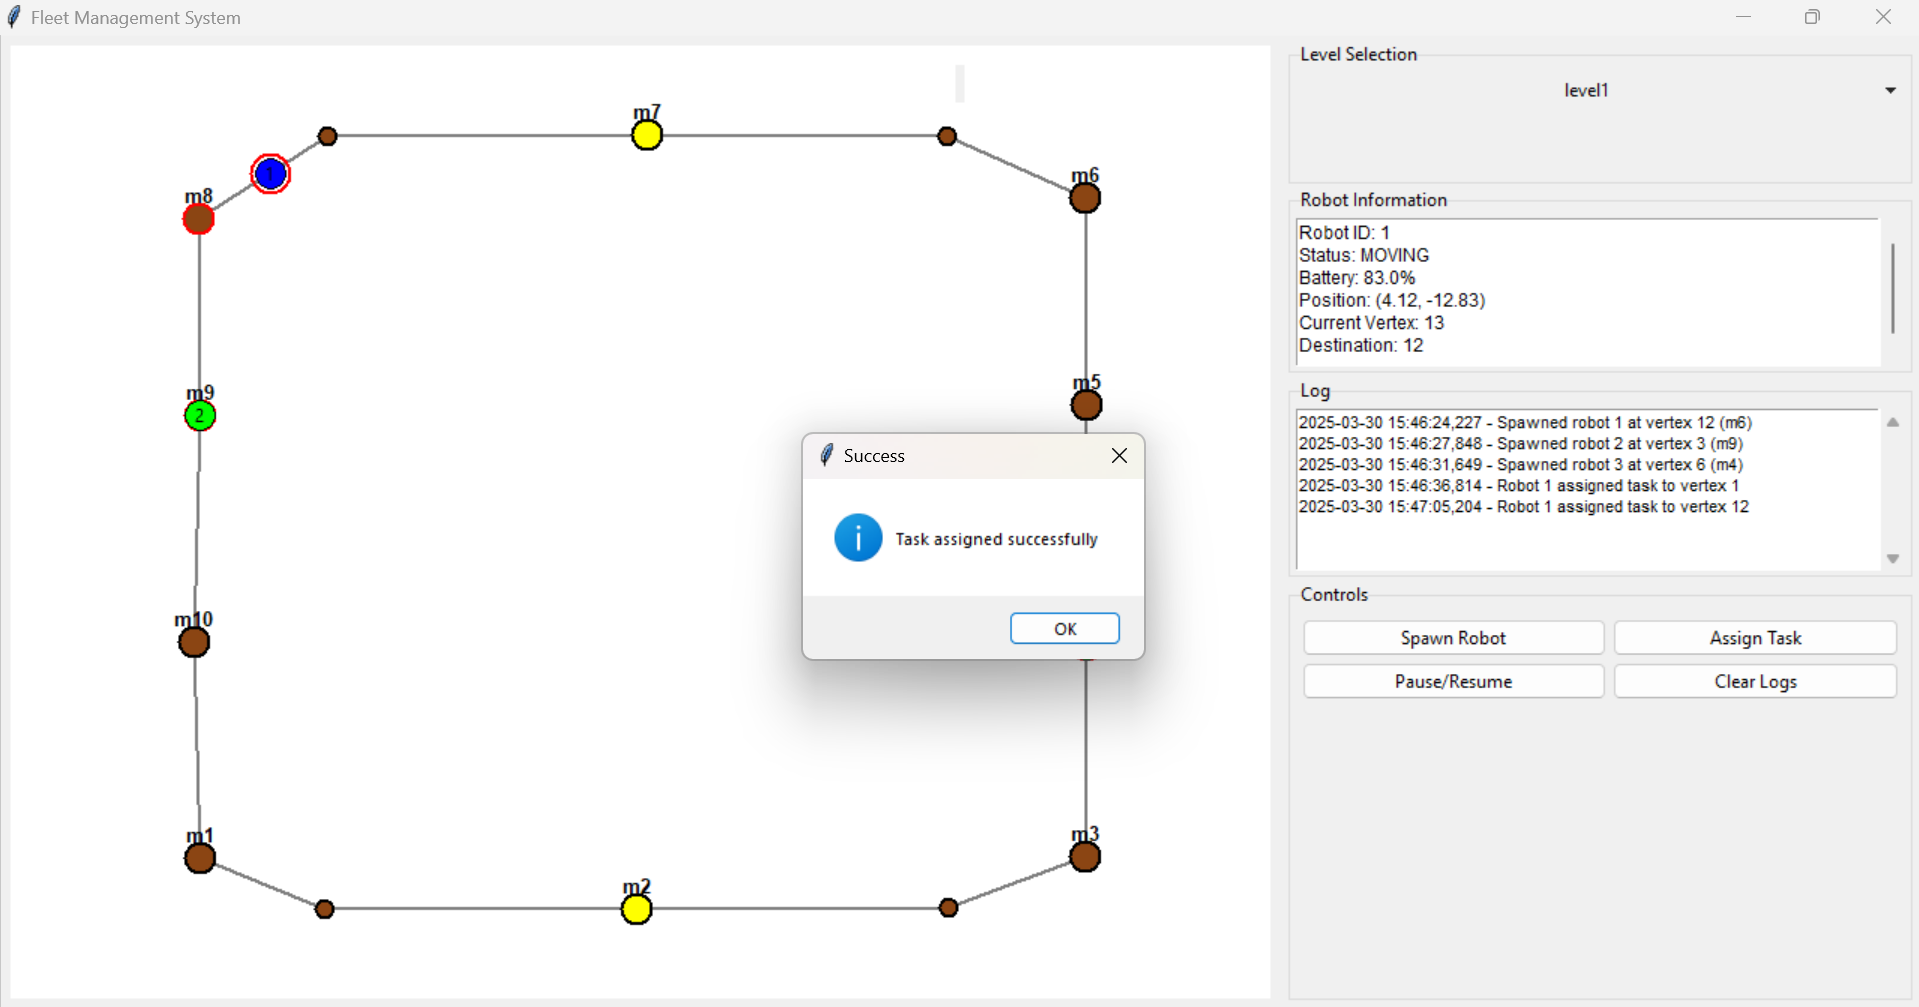 Fleet Management System
m7
m6
1
m8
m9
2
m5
m10
m1
m2
m3
Success
Task assigned successfully
OK
Level Selection
level1
Robot Information
Robot ID: 1
Status: MOVING
Battery: 83.0%
Position: (4.12, -12.83)
Current Vertex: 13
Destination: 12
Log
2025-03-30 15:46:24,227 - Spawned robot 1 at vertex 12 (m6)
2025-03-30 15:46:27,848 - Spawned robot 2 at vertex 3 (m9)
2025-03-30 15:46:31,649 - Spawned robot 3 at vertex 6 (m4)
2025-03-30 15:46:36,814 - Robot 1 assigned task to vertex 1
2025-03-30 15:47:05,204 - Robot 1 assigned task to vertex 12
Controls
Spawn Robot
Assign Task
Pause/Resume
Clear Logs